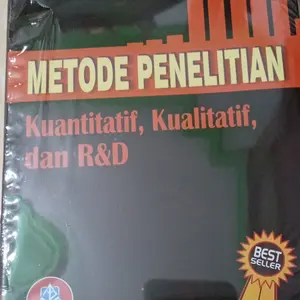 METODE PENELITIAN
Kuantitatif, Kualitatif,
dan R&D
BEST
SELLER